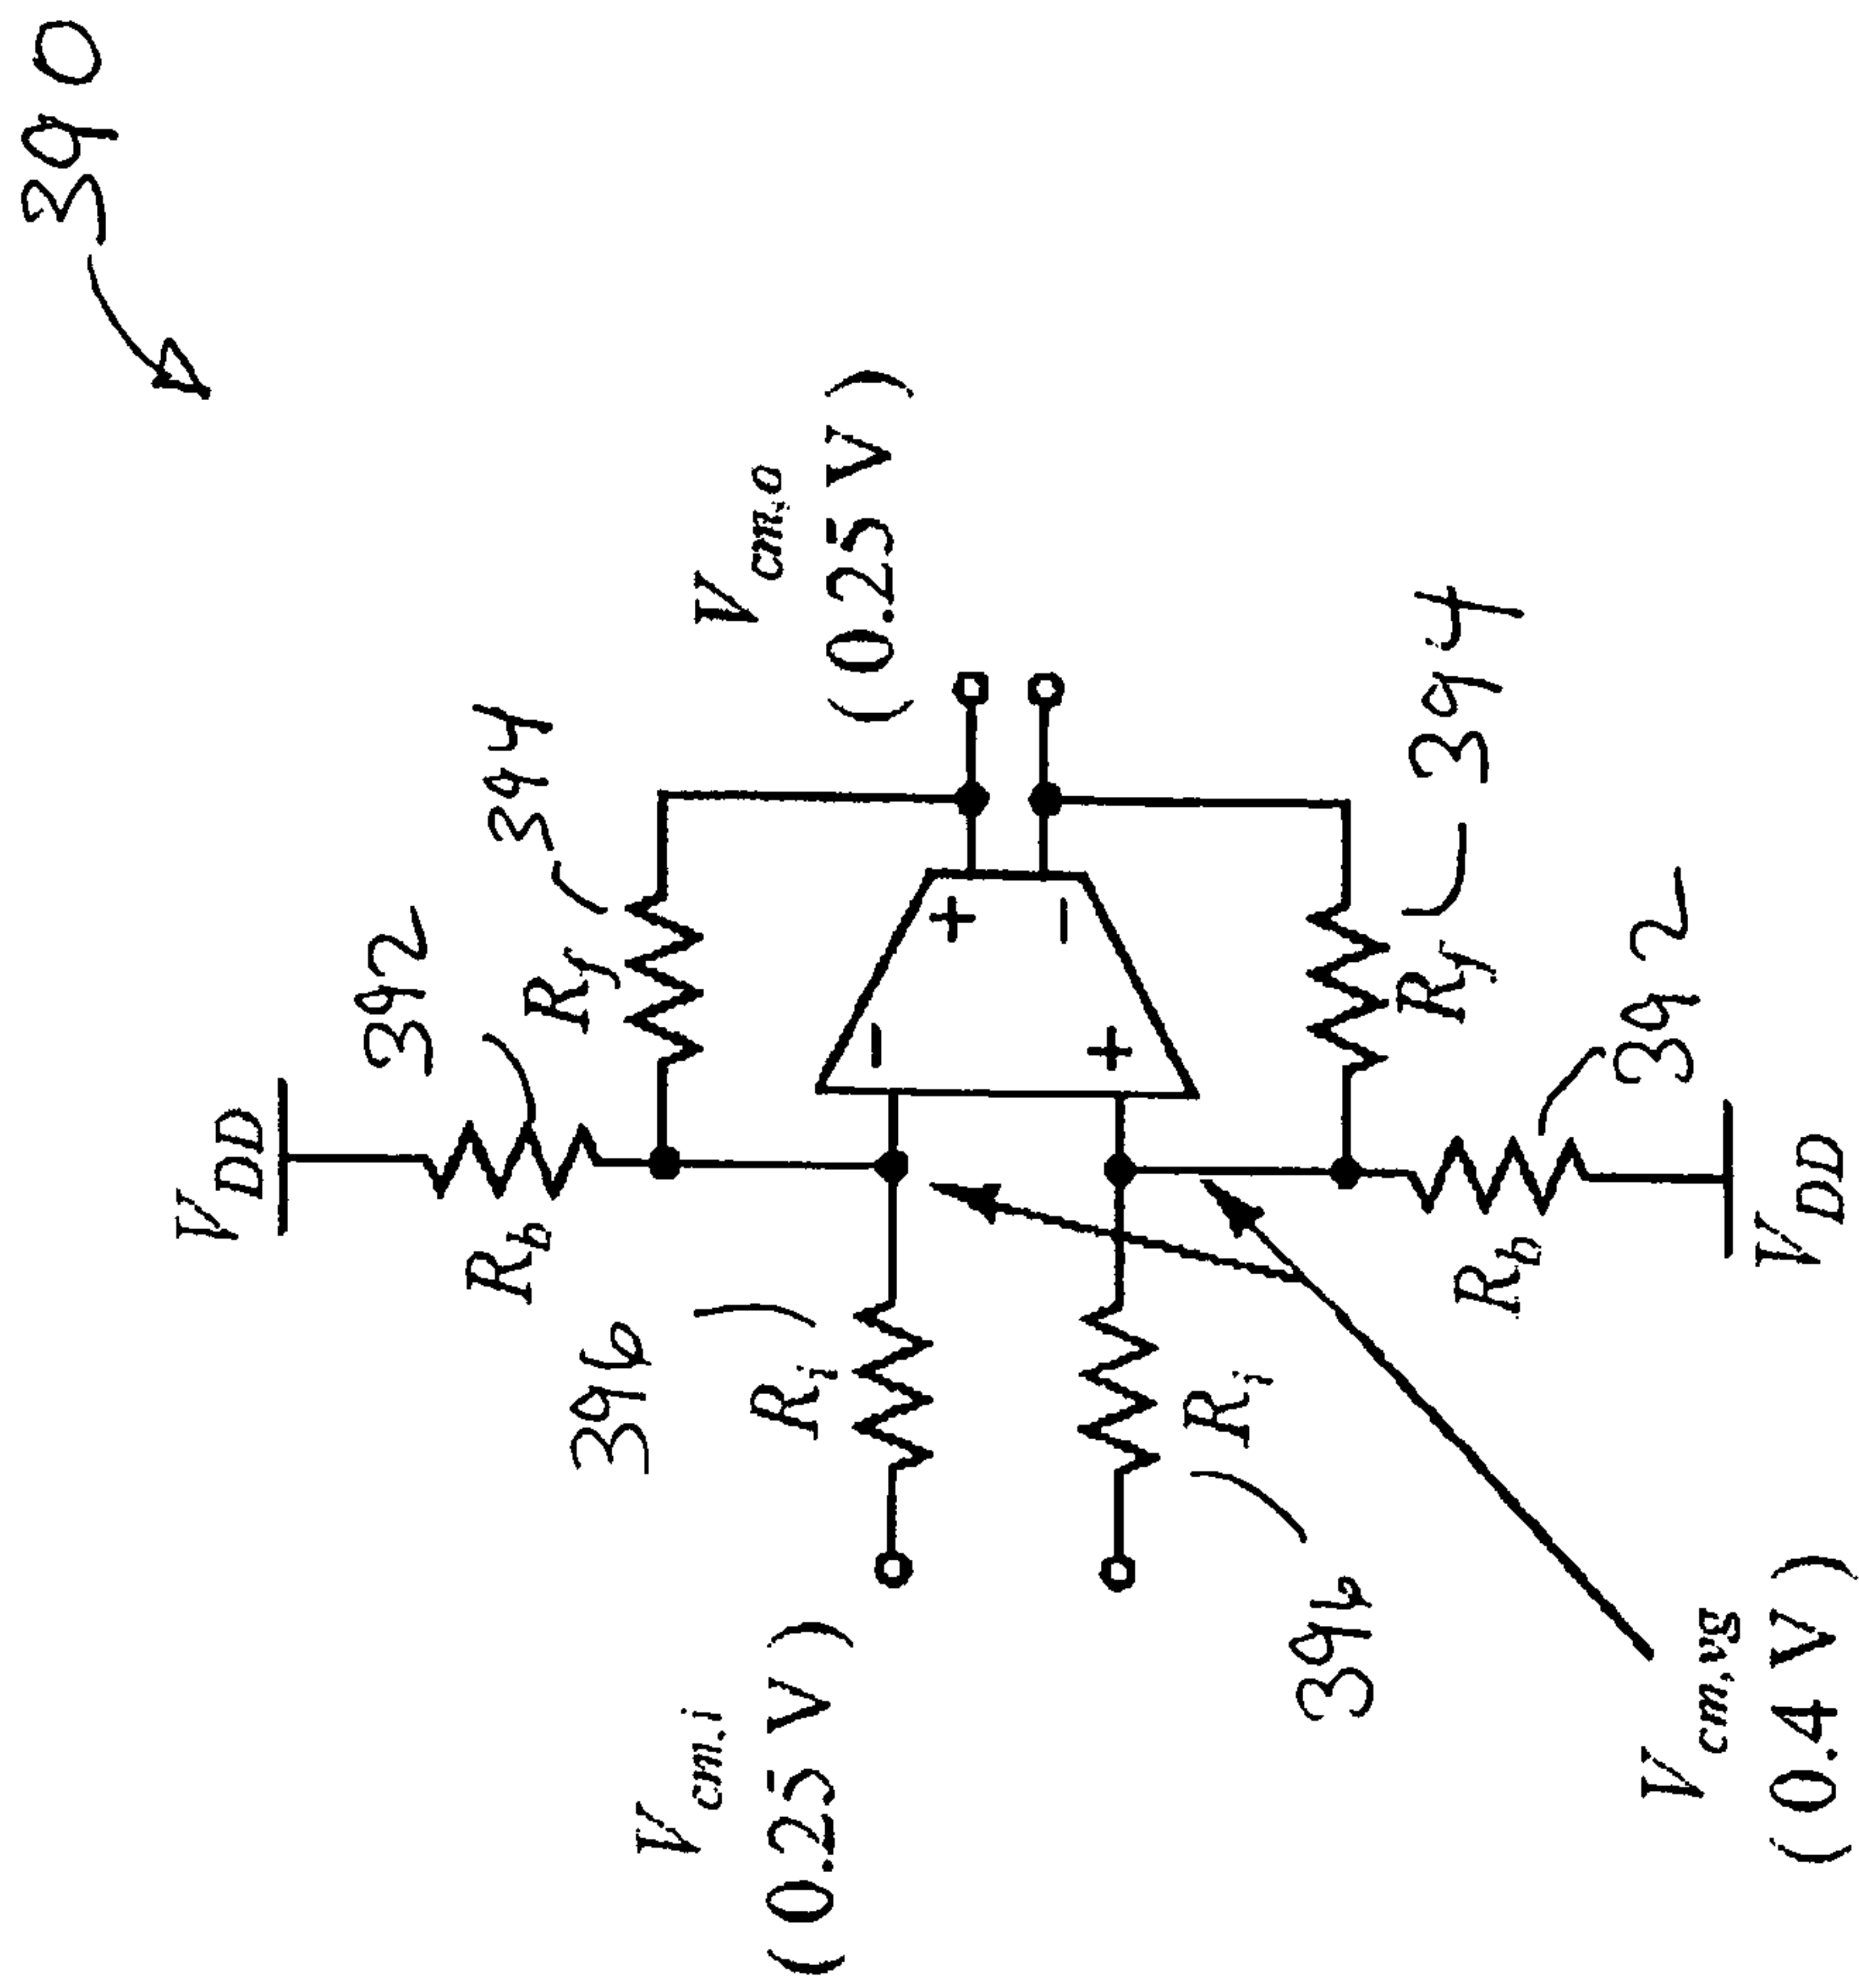 390
V_DD
392
R_b
394
R_f
V_cm,o
(0.25 V)
396
R_i
−
+
+
−
V_cm,i
(0.25 V)
R_i
396
R_f
394
R_b
392
V_DD
V_cm,vg
(0.4 V)